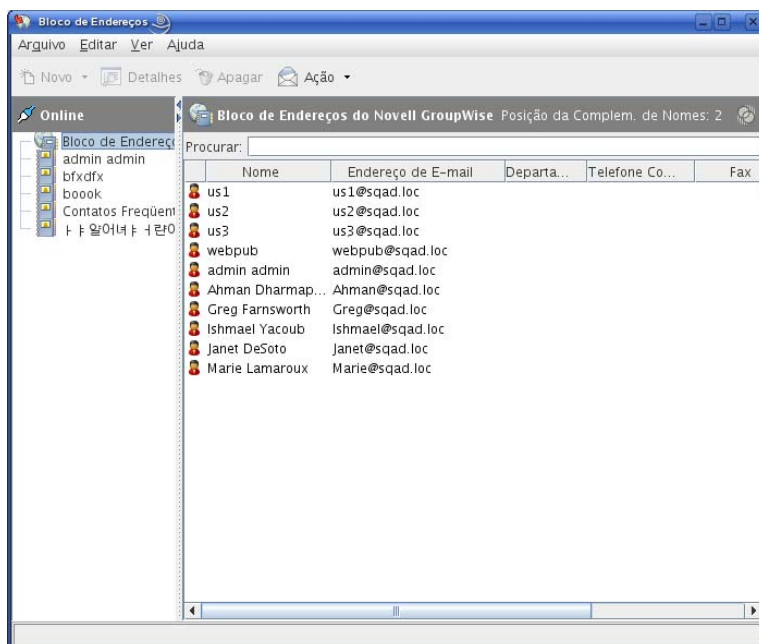 Bloco de Endereços
Arquivo Editar Ver Ajuda
Novo Detalhes Apagar Ação
Online
Bloco de Endereços do Novell GroupWise Posição da Complem. de Nomes: 2
Bloco de Endereço
admin admin
bfxdfx
boook
Contatos Freqüent
Procurar:
Nome Endereço de E-mail Departa... Telefone Co... Fax
us1 us1@sqad.loc
us2 us2@sqad.loc
us3 us3@sqad.loc
webpub webpub@sqad.loc
admin admin admin@sqad.loc
Ahman Dharmap... Ahman@sqad.loc
Greg Farnsworth Greg@sqad.loc
Ishmael Yacoub Ishmael@sqad.loc
Janet DeSoto Janet@sqad.loc
Marie Lamaroux Marie@sqad.loc